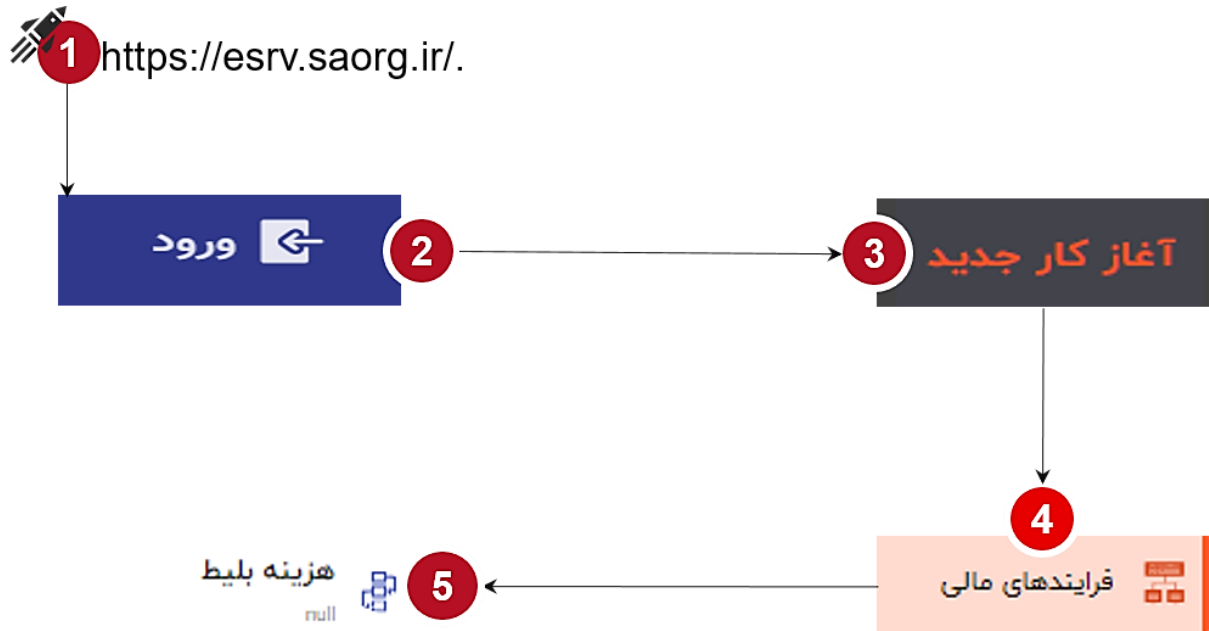 1 https://esrv.saorg.ir/.
ورود 2
3 آغاز کار جدید
4
فرایندهای مالی
5 هزینه بلیط
null